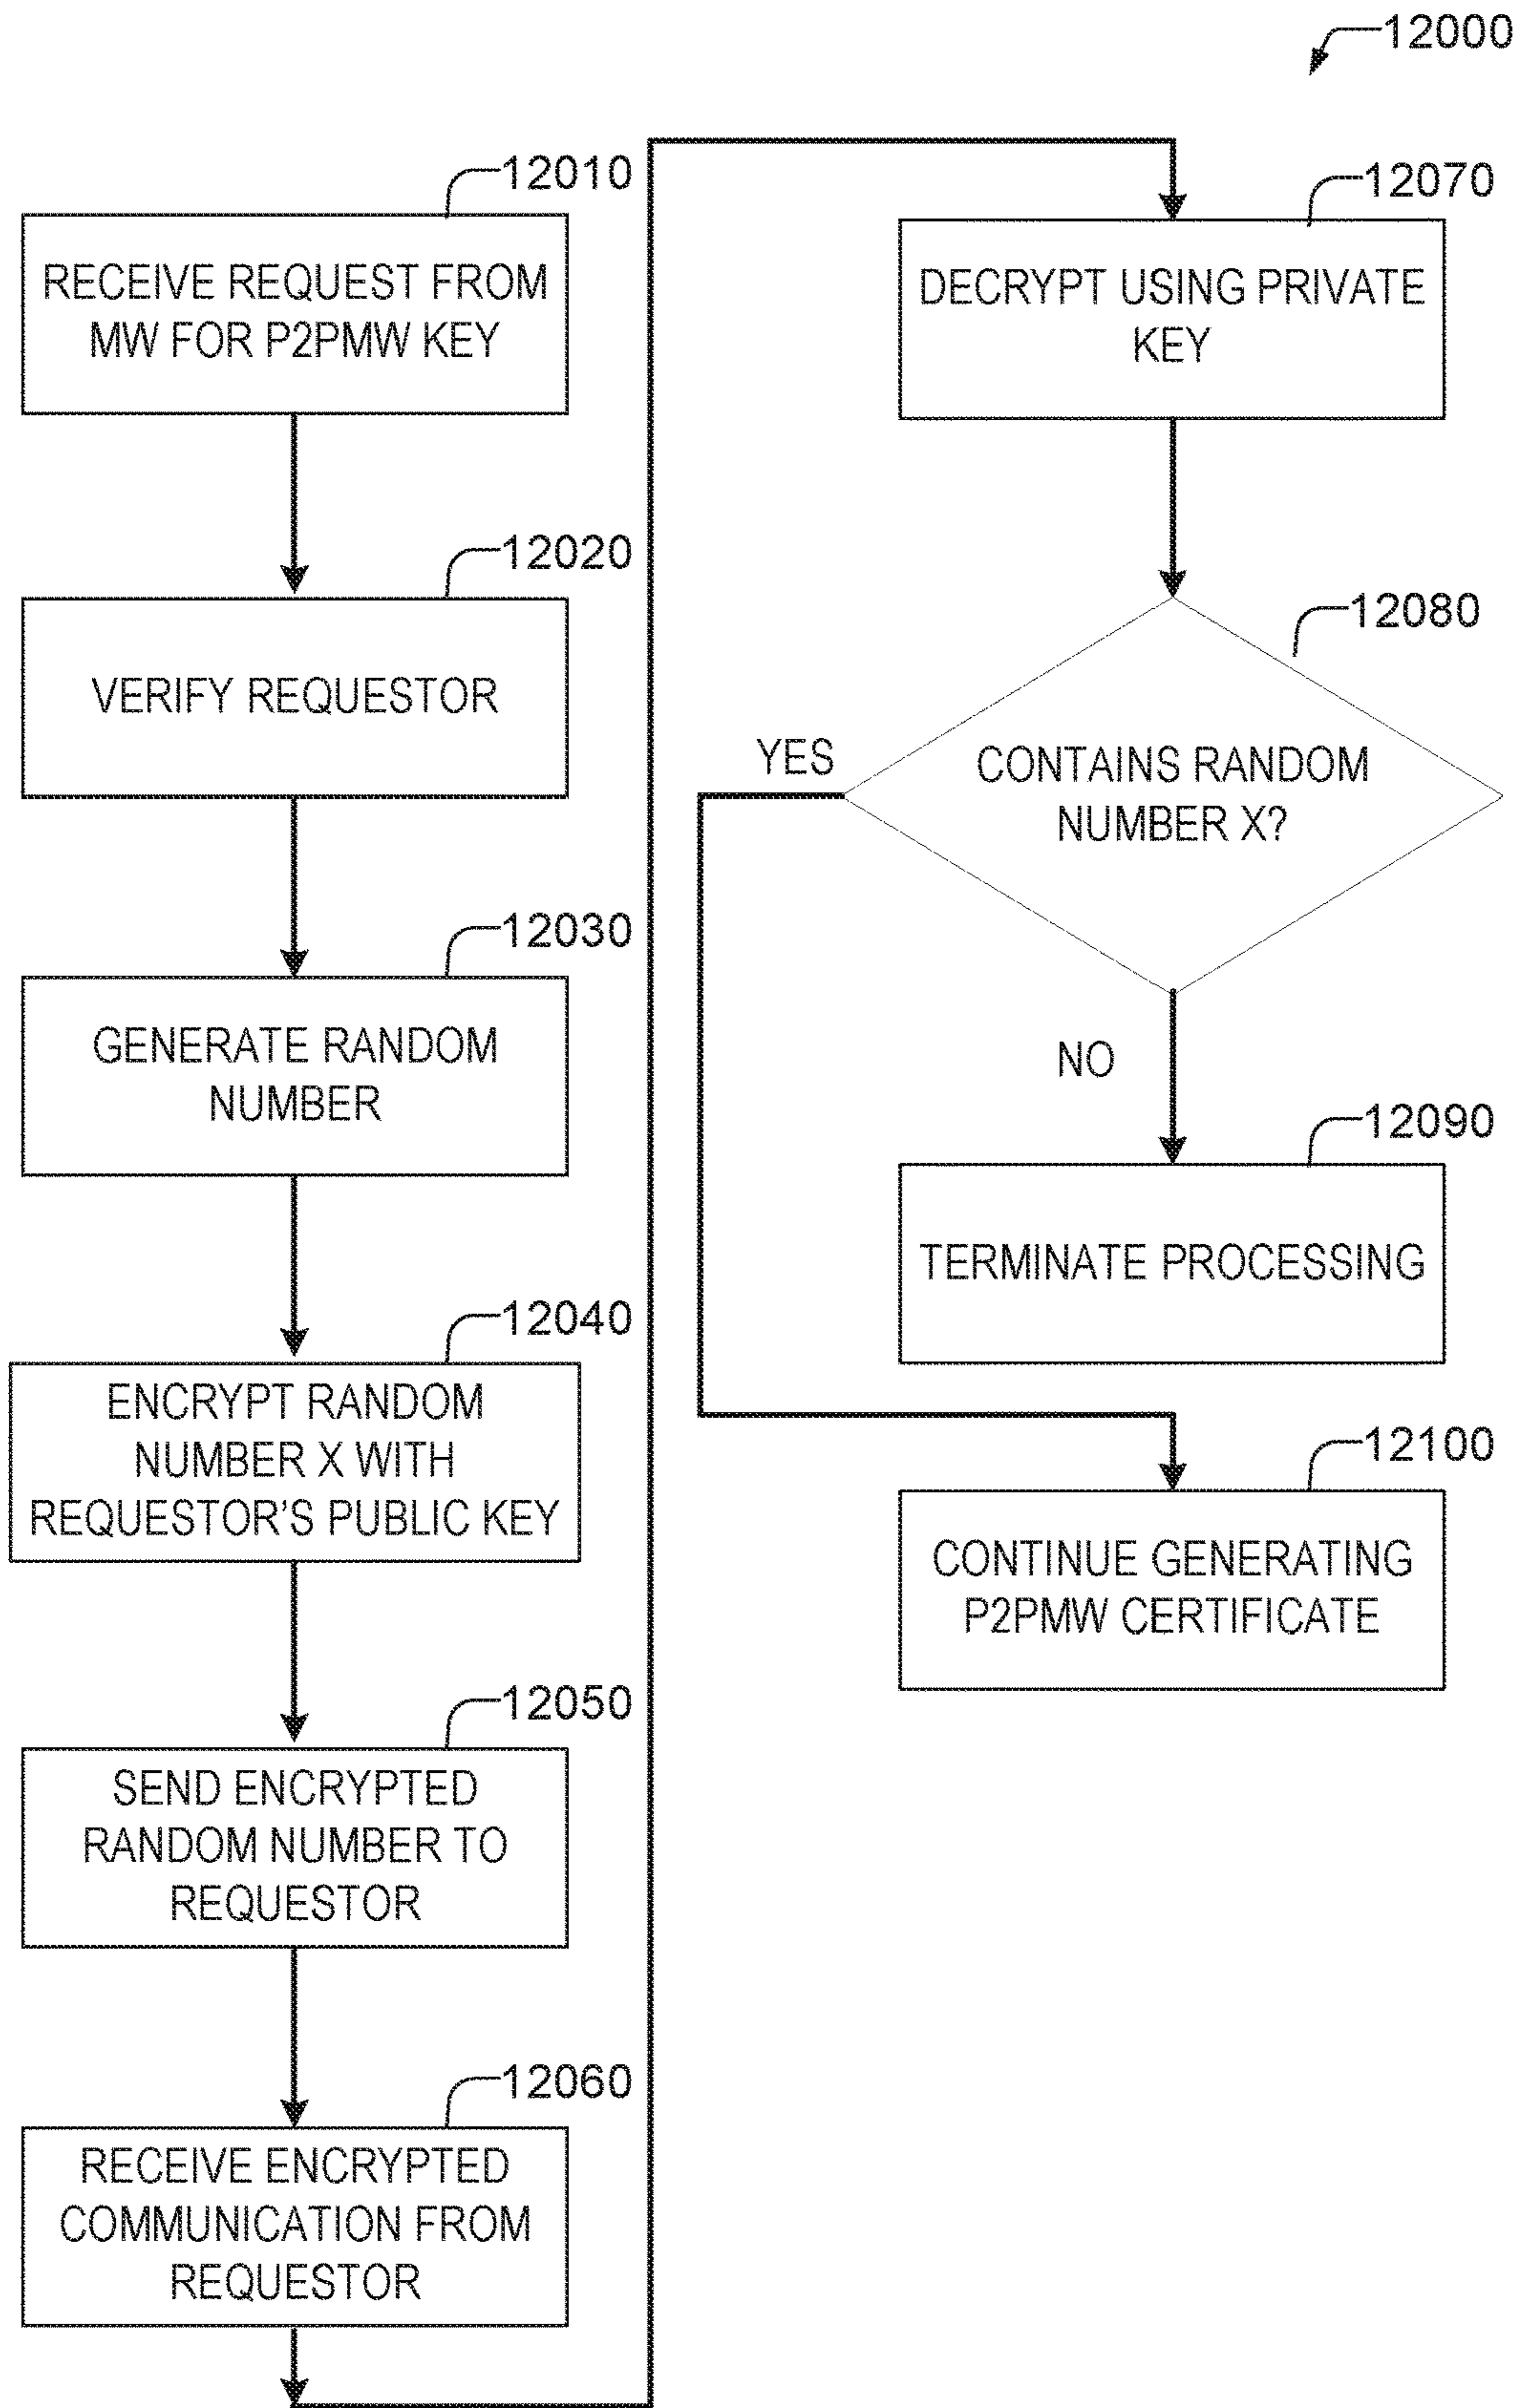 12000
12010
RECEIVE REQUEST FROM
MW FOR P2PMW KEY
12020
VERIFY REQUESTOR
12030
GENERATE RANDOM
NUMBER
12040
ENCRYPT RANDOM
NUMBER X WITH
REQUESTOR'S PUBLIC KEY
12050
SEND ENCRYPTED
RANDOM NUMBER TO
REQUESTOR
12060
RECEIVE ENCRYPTED
COMMUNICATION FROM
REQUESTOR
12070
DECRYPT USING PRIVATE
KEY
12080
CONTAINS RANDOM
NUMBER X?
YES
NO
12090
TERMINATE PROCESSING
12100
CONTINUE GENERATING
P2PMW CERTIFICATE